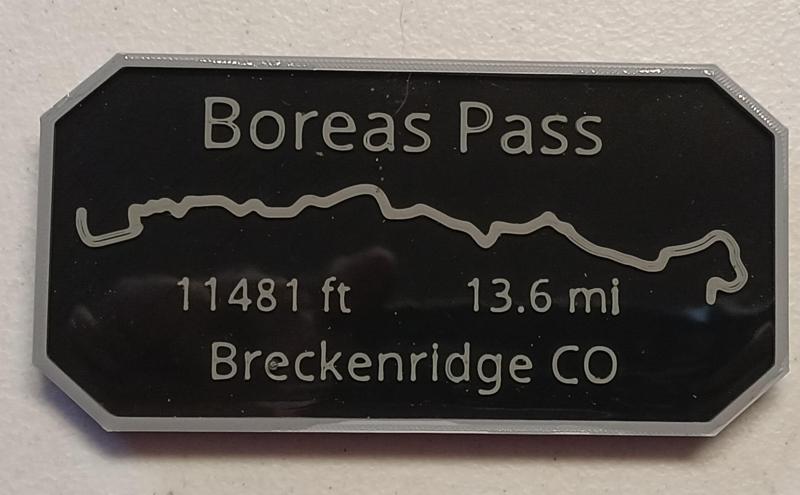 Boreas Pass
11481 ft 13.6 mi
Breckenridge CO